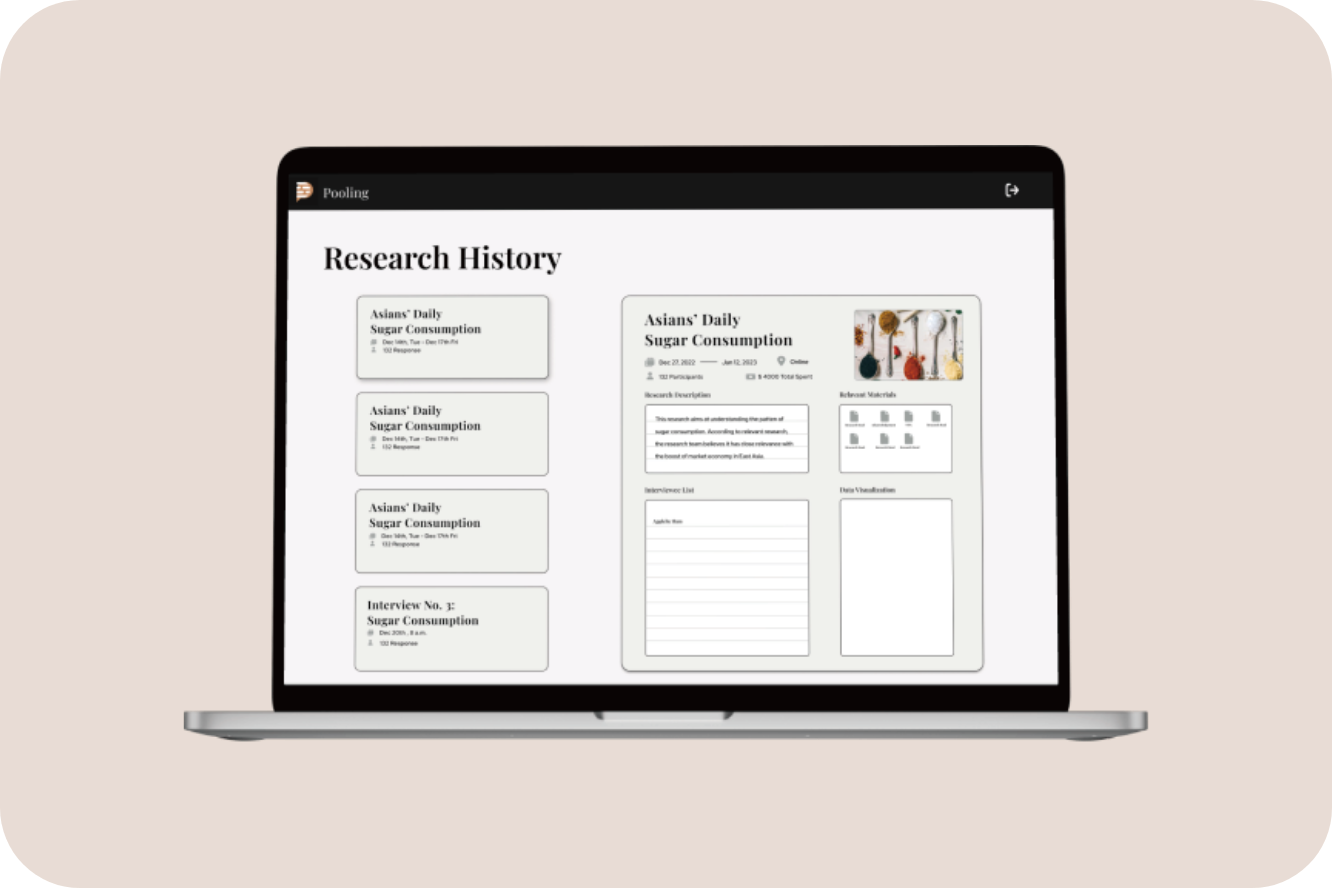 Pooling
Research History
Asians' Daily
Sugar Consumption
Dec 14th, Tue - Dec 17th Fri
132 Response
Asians' Daily
Sugar Consumption
Dec 14th, Tue - Dec 17th Fri
132 Response
Asians' Daily
Sugar Consumption
Dec 14th, Tue - Dec 17th Fri
132 Response
Interview No. 3:
Sugar Consumption
Dec 20th, 8 a.m.
132 Response
Asians' Daily
Sugar Consumption
Dec 27, 2022 Jan 12, 2023 Online
132 Participants $ 4000 Total Spent
Research Description
This research aims at understanding the pattern of
sugar consumption. According to relevant research,
the research team believes it has close relevance with
the boost of market economy in East Asia.
Relevant Materials
Interviewee List
Data Visualization